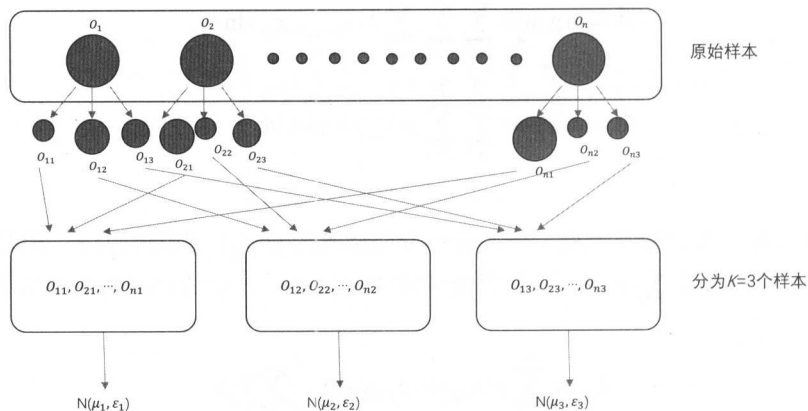 O₁ O₂ Oₙ
原始样本
O₁₁ O₁₂ O₁₃ O₂₁ O₂₂ O₂₃ Oₙ₁ Oₙ₂ Oₙ₃
O₁₁, O₂₁, ⋯, Oₙ₁
O₁₂, O₂₂, ⋯, Oₙ₂
O₁₃, O₂₃, ⋯, Oₙ₃
分为K=3个样本
N(μ₁, ε₁)
N(μ₂, ε₂)
N(μ₃, ε₃)